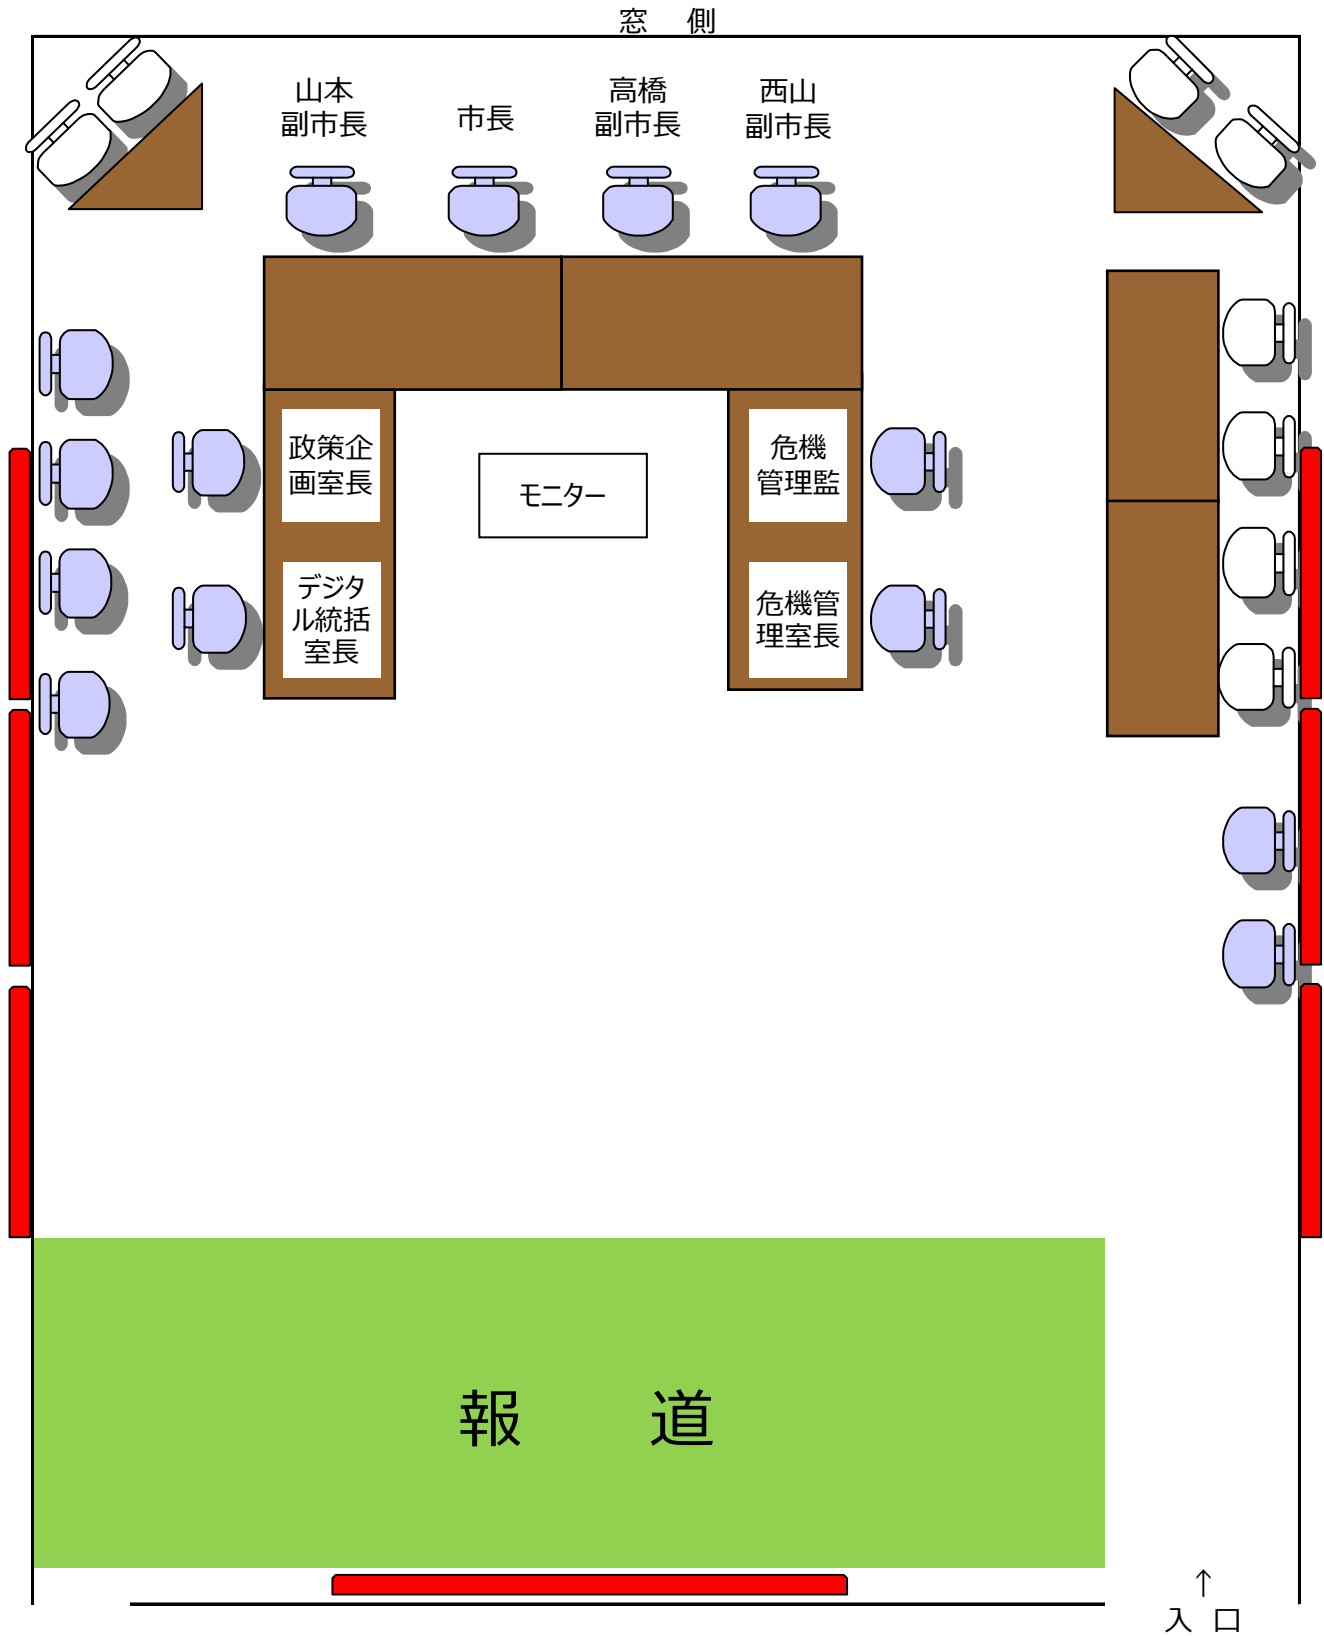 窓 側
山本
副市長
市長
高橋
副市長
西山
副市長
政策企
画室長
モニター
危機
管理監
デジタ
ル統括
室長
危機管
理室長
報 道
↑
入 口